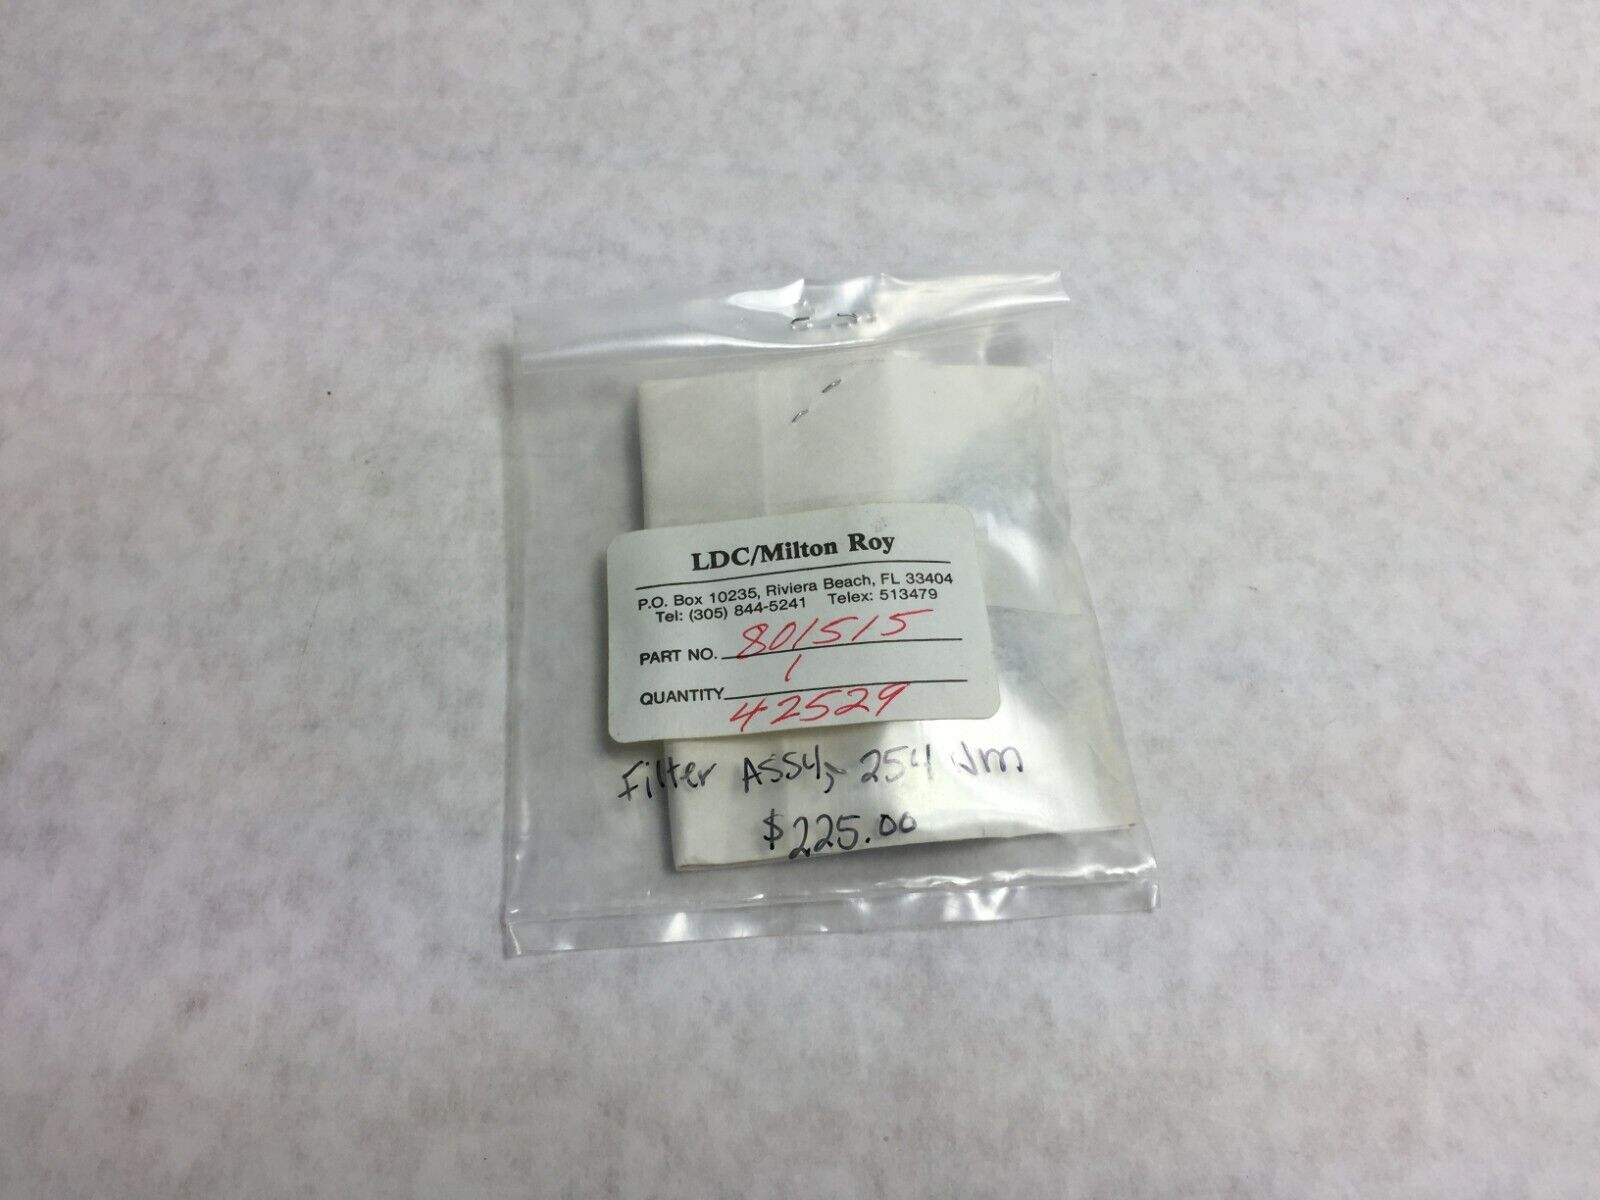 LDC/Milton Roy
P.O. Box 10235, Riviera Beach, FL 33404
Tel: (305) 844-5241 Telex: 513479
PART NO. 801515
QUANTITY 1
42529
Filter ASSY, 254 Nm
$225.00